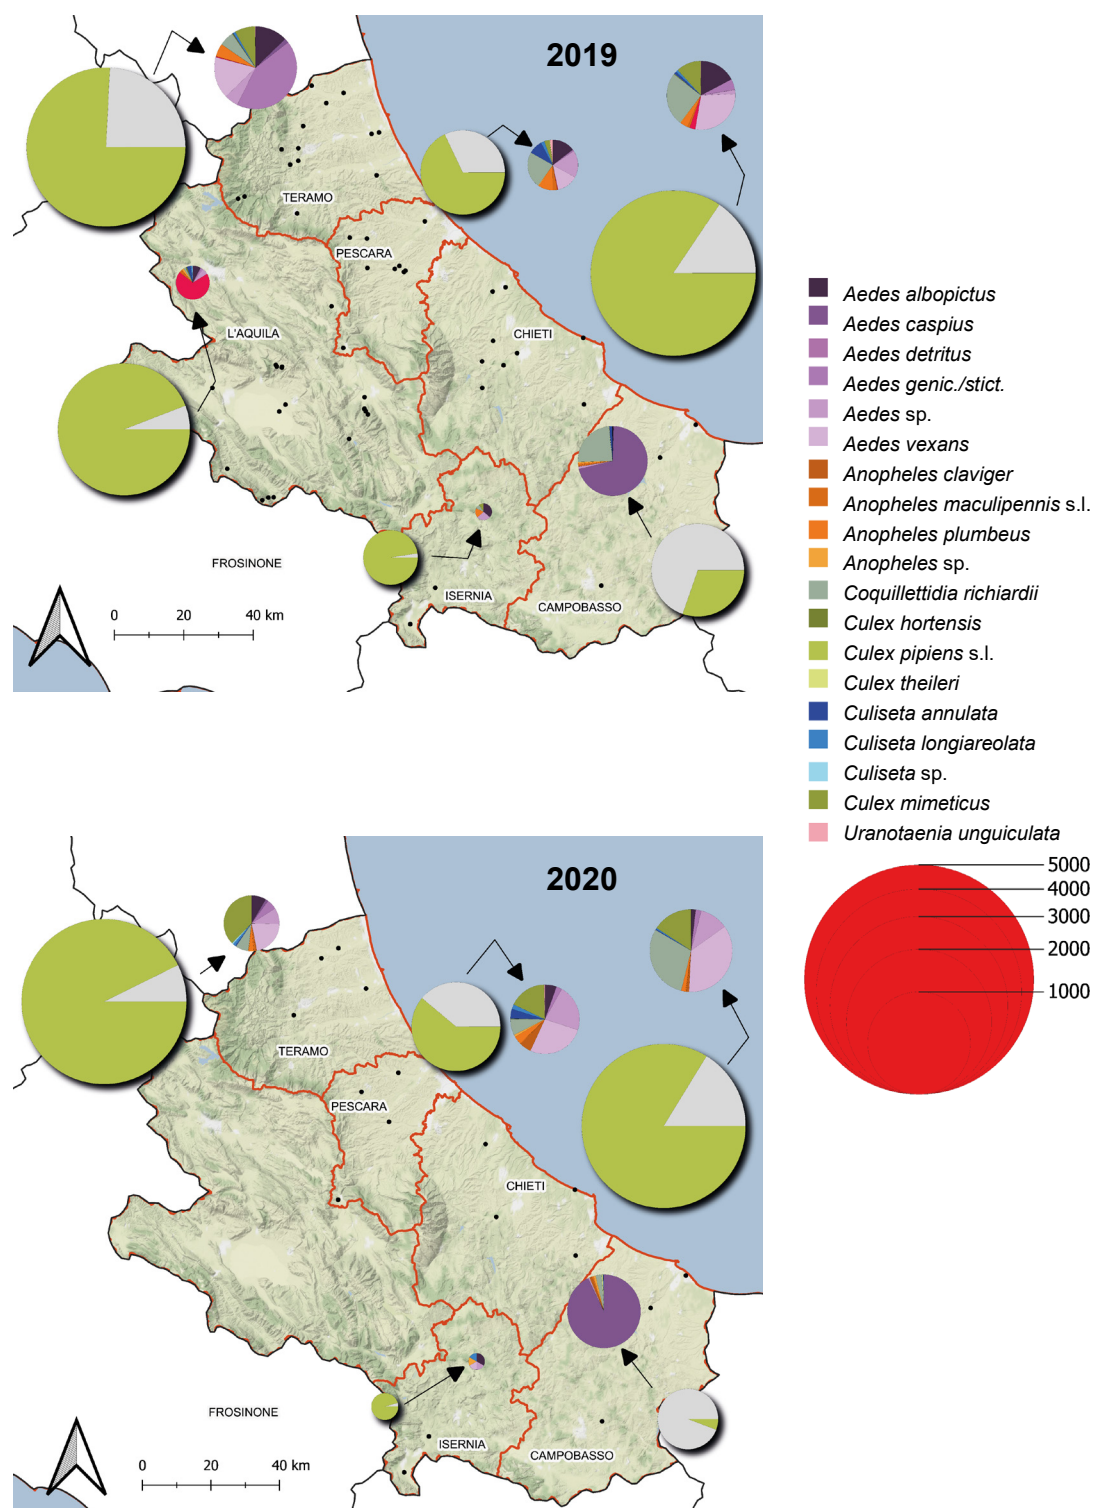 2019
TERAMO
PESCARA
L'AQUILA
CHIETI
FROSINONE
ISERNIA
CAMPOBASSO
0 20 40 km
Aedes albopictus
Aedes caspius
Aedes detritus
Aedes genic./stict.
Aedes sp.
Aedes vexans
Anopheles claviger
Anopheles maculipennis s.l.
Anopheles plumbeus
Anopheles sp.
Coquillettidia richiardii
Culex hortensis
Culex pipiens s.l.
Culex theileri
Culiseta annulata
Culiseta longiareolata
Culiseta sp.
Culex mimeticus
Uranotaenia unguiculata
5000
4000
3000
2000
1000
2020
TERAMO
PESCARA
CHIETI
FROSINONE
ISERNIA
CAMPOBASSO
0 20 40 km